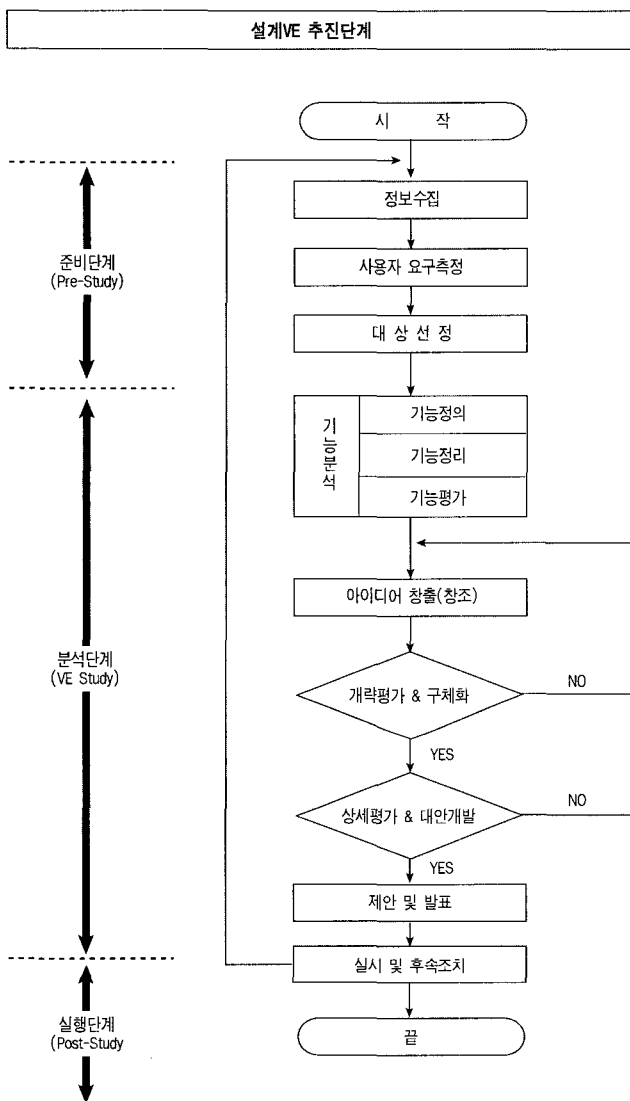 설계VE 추진단계
시 작
정보수집
준비단계
(Pre-Study)
사용자 요구측정
대 상 선 정
기능분석
기능정의
기능정리
기능평가
아이디어 창출(창조)
분석단계
(VE Study)
개략평가 & 구체화
NO
YES
상세평가 & 대안개발
NO
YES
제안 및 발표
실시 및 후속조치
실행단계
(Post-Study
끝